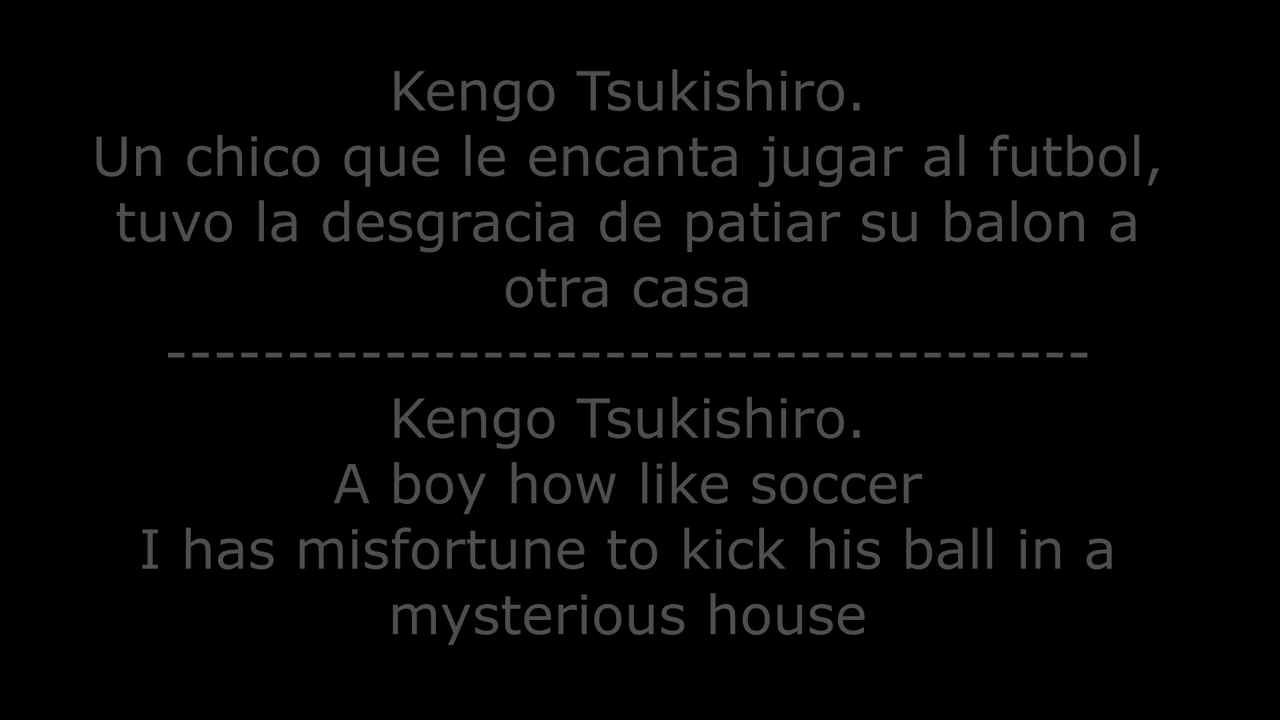 Kengo Tsukishiro.
Un chico que le encanta jugar al futbol,
tuvo la desgracia de patiar su balon a
otra casa
--------------------------------------
Kengo Tsukishiro.
A boy how like soccer
I has misfortune to kick his ball in a
mysterious house